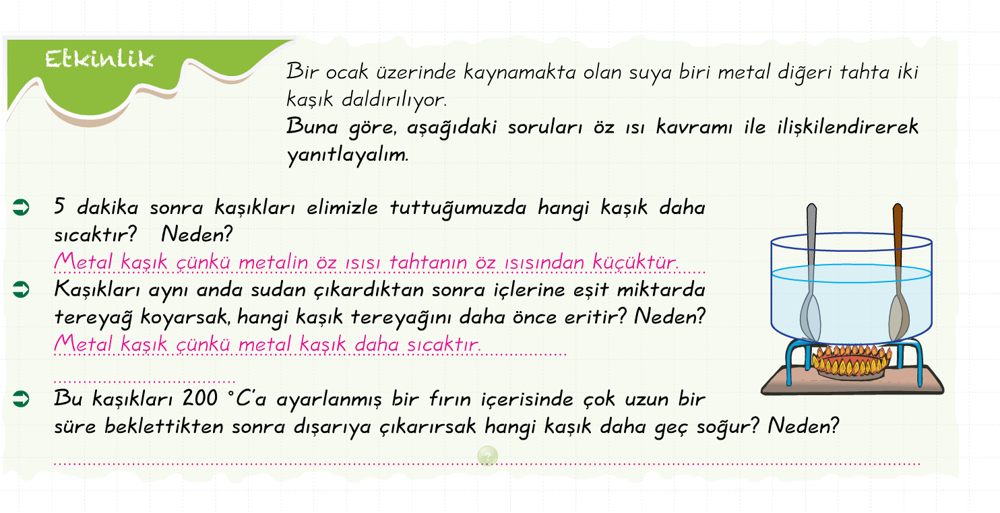 Etkinlik
Bir ocak üzerinde kaynamakta olan suya biri metal diğeri tahta iki
kaşık daldırılıyor.
Buna göre, aşağıdaki soruları öz ısı kavramı ile ilişkilendirerek
yanıtlayalım.
5 dakika sonra kaşıkları elimizle tuttuğumuzda hangi kaşık daha
sıcaktır? Neden?
Metal kaşık çünkü metalin öz ısısı tahtanın öz ısısından küçüktür.
Kaşıkları aynı anda sudan çıkardıktan sonra içlerine eşit miktarda
tereyağ koyarsak, hangi kaşık tereyağını daha önce eritir? Neden?
Metal kaşık çünkü metal kaşık daha sıcaktır.
Bu kaşıkları 200 °C'a ayarlanmış bir fırın içerisinde çok uzun bir
süre beklettikten sonra dışarıya çıkarırsak hangi kaşık daha geç soğur? Neden?
?